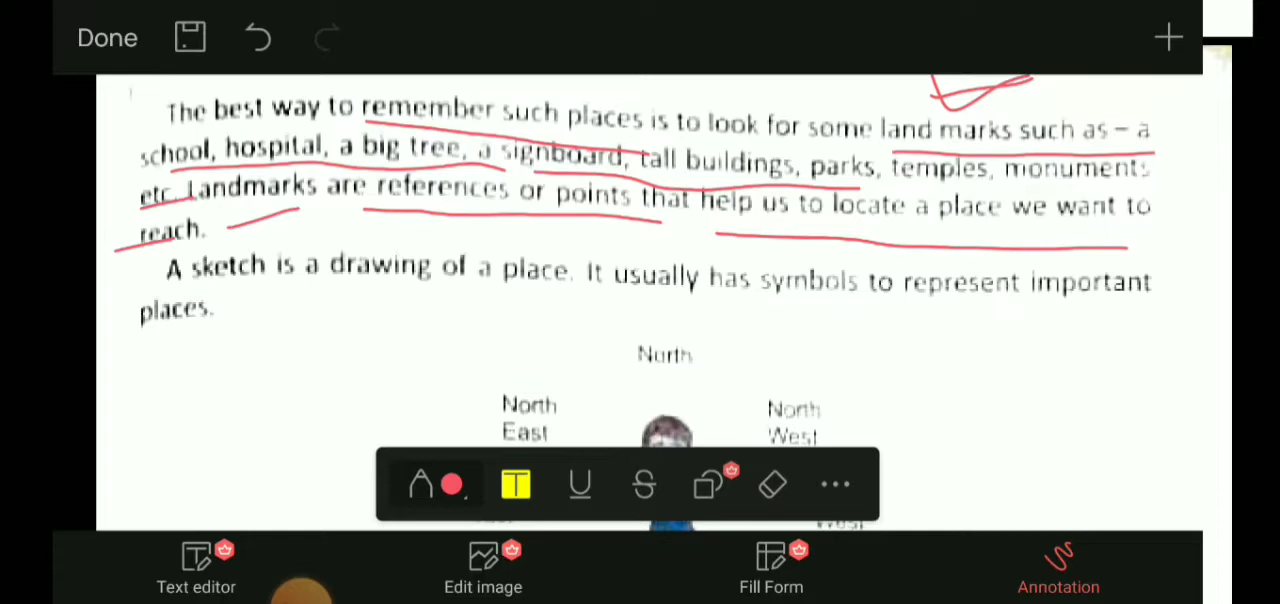 Done
The best way to remember such places is to look for some land marks such as – a
school, hospital, a big tree, a signboard, tall buildings, parks, temples, monuments
etc. Landmarks are references or points that help us to locate a place we want to
reach.
A sketch is a drawing of a place. It usually has symbols to represent important
places.
North
North
East
North
West
West
Text editor
Edit image
Fill Form
Annotation